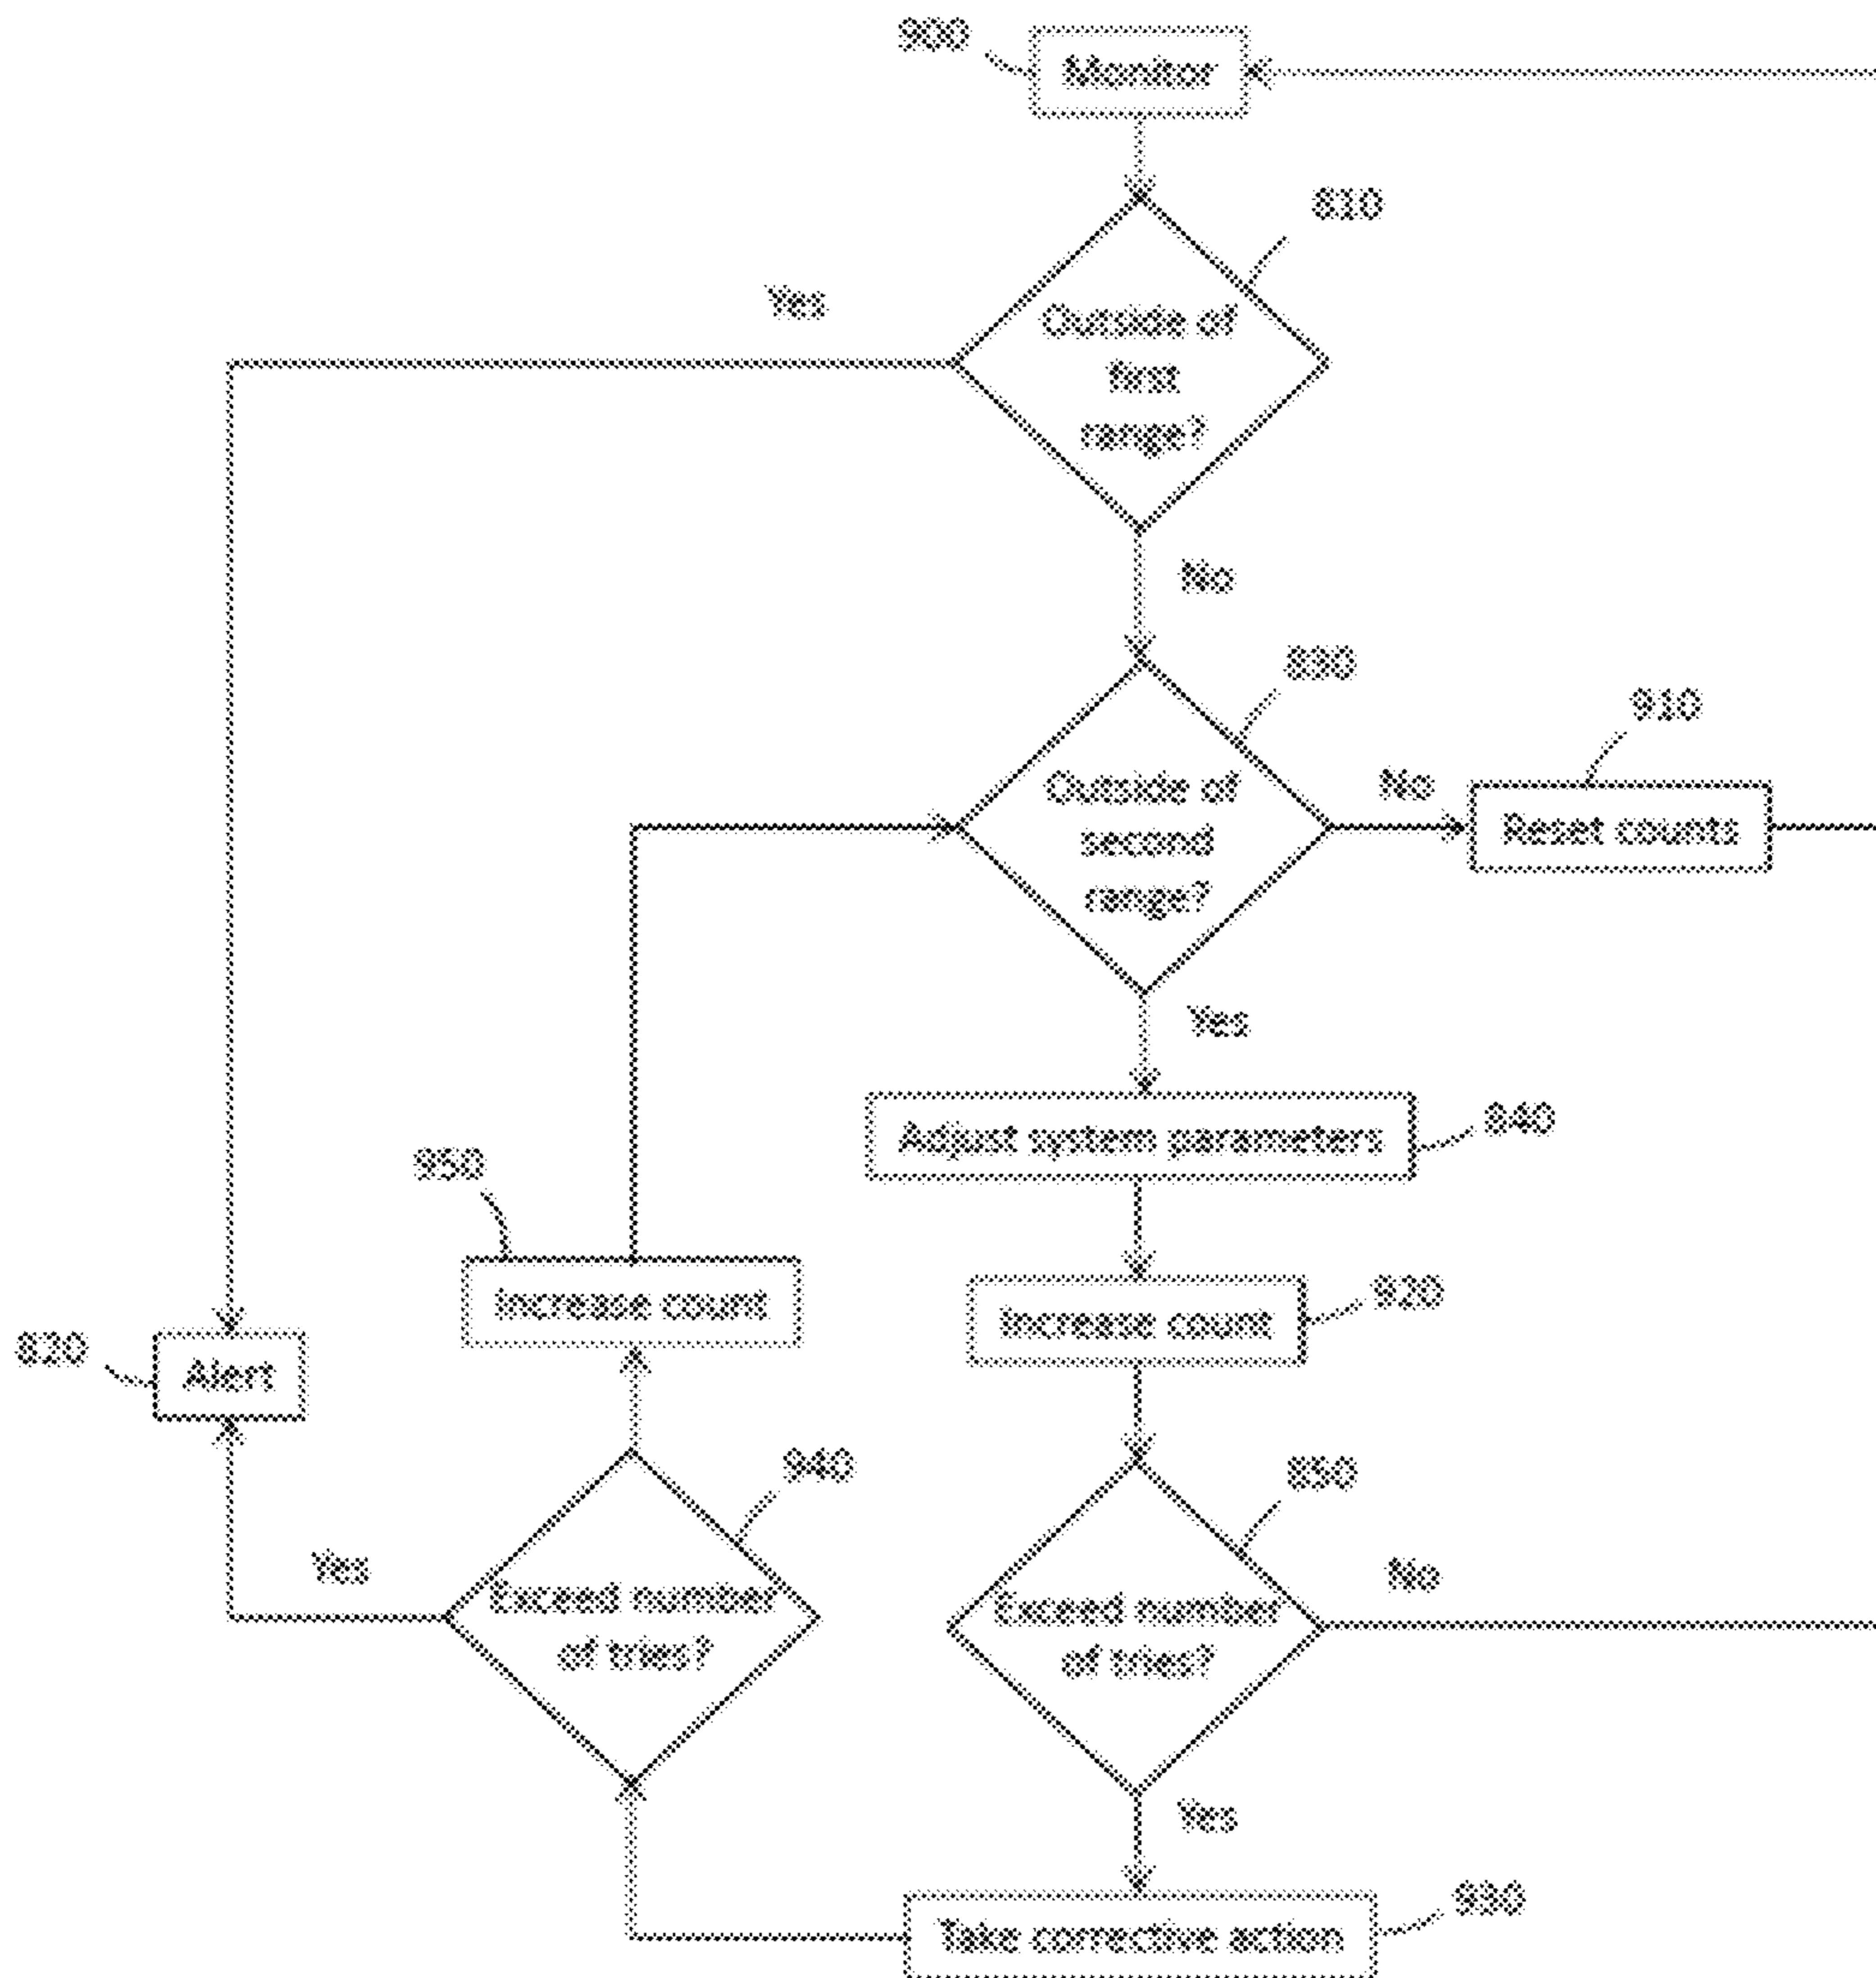 900
Monitor
810
Yes
Outside of
first
range?
No
830
910
Outside of
second
range?
No
Reset counts
Yes
Adjust system parameters
840
950
Increase count
Increase count
920
820
Alert
940
850
Yes
Exceed number
of tries?
Exceed number
of tries?
No
Yes
Take corrective action
930